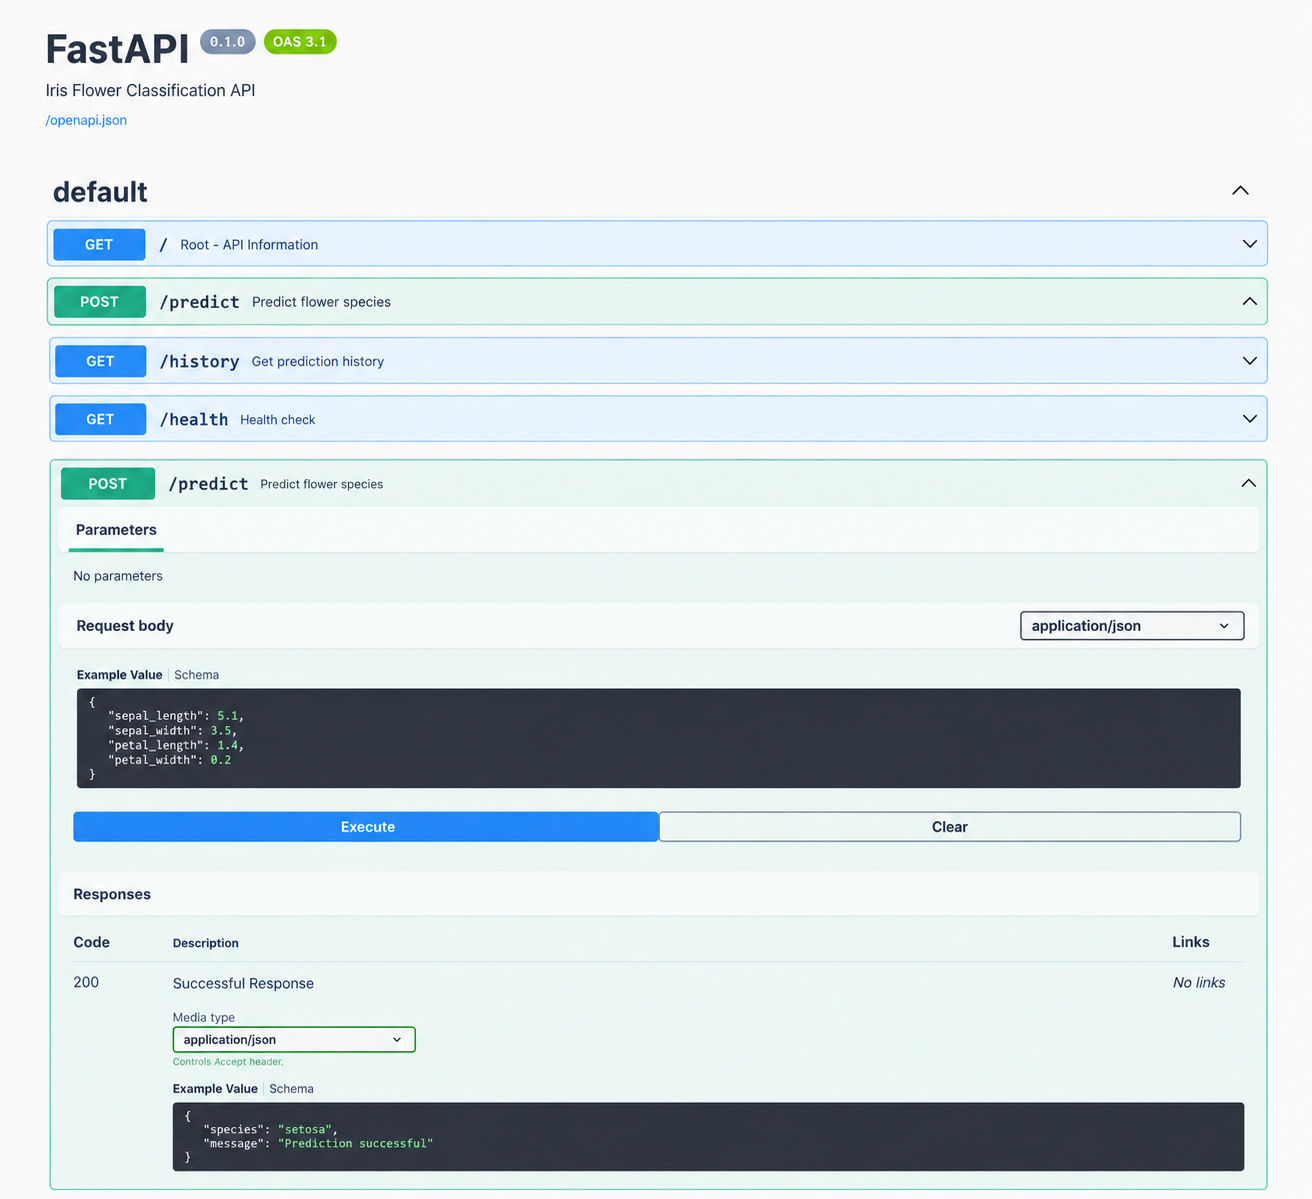 FastAPI 0.1.0 OAS 3.1
Iris Flower Classification API
/openapi.json
default
GET / Root - API Information
POST /predict Predict flower species
GET /history Get prediction history
GET /health Health check
POST /predict Predict flower species
Parameters
No parameters
Request body application/json
Example Value Schema
{
"sepal_length": 5.1,
"sepal_width": 3.5,
"petal_length": 1.4,
"petal_width": 0.2
}
Execute Clear
Responses
Code Description Links
200 Successful Response No links
Media type
application/json
Controls Accept header.
Example Value Schema
{
"species": "setosa",
"message": "Prediction successful"
}